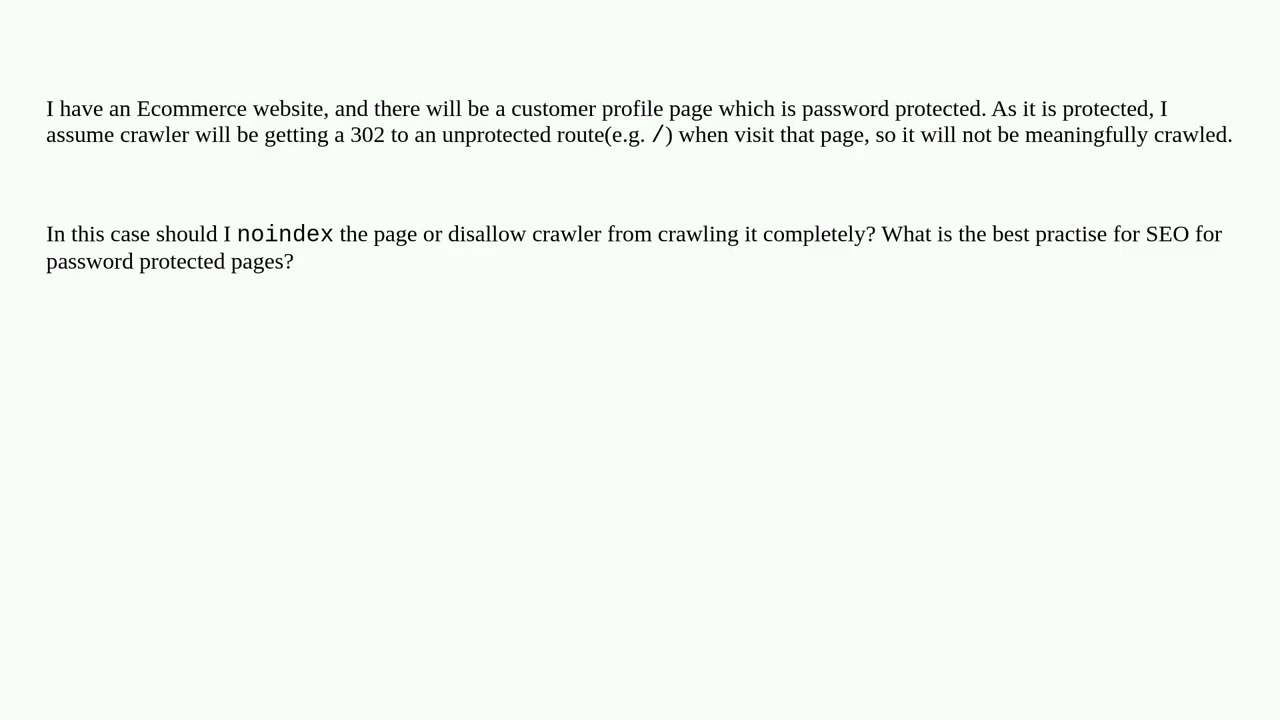 I have an Ecommerce website, and there will be a customer profile page which is password protected. As it is protected, I
assume crawler will be getting a 302 to an unprotected route(e.g. /) when visit that page, so it will not be meaningfully crawled.
In this case should I noindex the page or disallow crawler from crawling it completely? What is the best practise for SEO for
password protected pages?